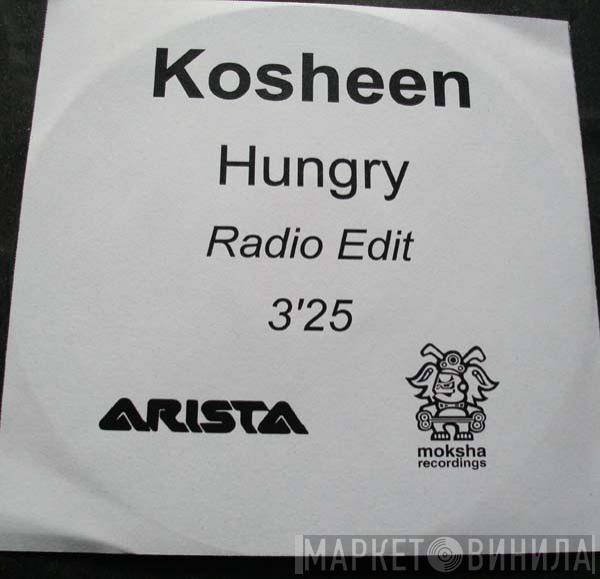 Kosheen
Hungry
Radio Edit
3'25
ARISTA
moksha
recordings
МАРКЕТ ВИНИЛА